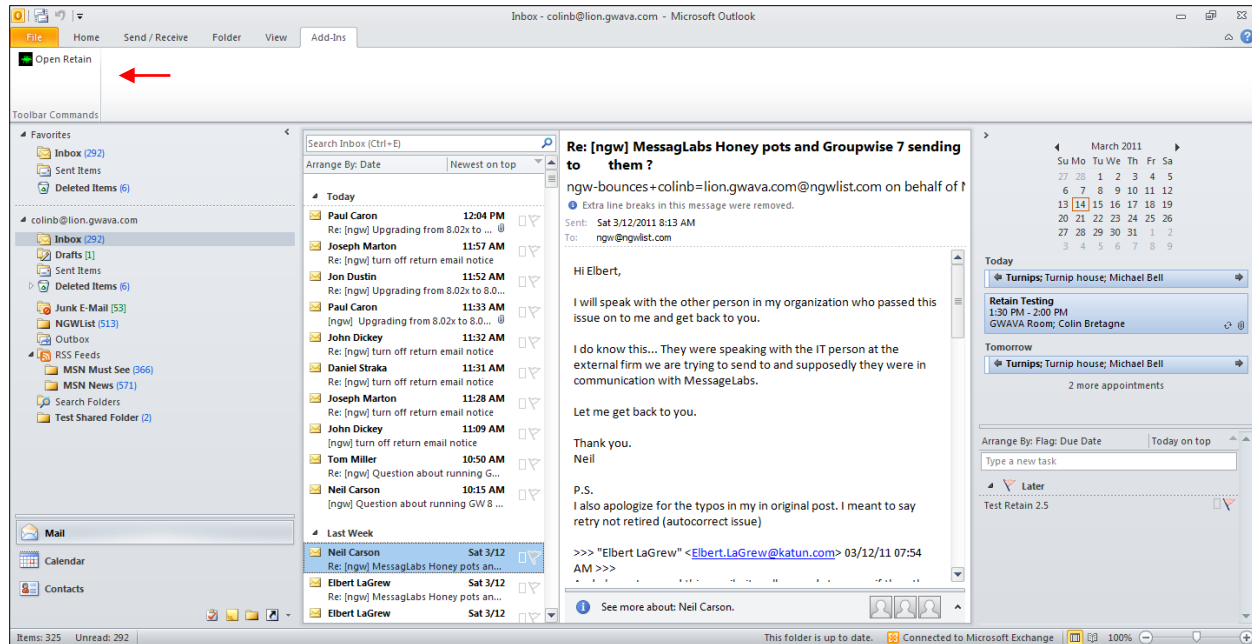 Inbox - colinb@lion.gwava.com - Microsoft Outlook
File Home Send / Receive Folder View Add-Ins
Open Retain
Toolbar Commands
Favorites
Inbox (292)
Sent Items
Deleted Items (6)
colinb@lion.gwava.com
Inbox (292)
Drafts [1]
Sent Items
Deleted Items (6)
Junk E-Mail [53]
NGWList (513)
Outbox
RSS Feeds
MSN Must See (366)
MSN News (571)
Search Folders
Test Shared Folder (2)
Mail
Calendar
Contacts
Search Inbox (Ctrl+E)
Arrange By: Date Newest on top
Today
Paul Caron 12:04 PM
Re: [ngw] Upgrading from 8.02x to ...
Joseph Marton 11:57 AM
Re: [ngw] turn off return email notice
Jon Dustin 11:52 AM
Re: [ngw] Upgrading from 8.02x to 8.0...
Paul Caron 11:33 AM
[ngw] Upgrading from 8.02x to 8.0...
John Dickey 11:32 AM
Re: [ngw] turn off return email notice
Daniel Straka 11:31 AM
Re: [ngw] turn off return email notice
Joseph Marton 11:28 AM
Re: [ngw] turn off return email notice
John Dickey 11:09 AM
[ngw] turn off return email notice
Tom Miller 10:50 AM
Re: [ngw] Question about running G...
Neil Carson 10:15 AM
[ngw] Question about running GW 8 ...
Last Week
Neil Carson Sat 3/12
Re: [ngw] MessagLabs Honey pots an...
Elbert LaGrew Sat 3/12
Re: [ngw] MessagLabs Honey pots an...
Elbert LaGrew Sat 3/12
Re: [ngw] MessagLabs Honey pots and Groupwise 7 sending
to them ?
ngw-bounces+colinb=lion.gwava.com@ngwlist.com on behalf of
Extra line breaks in this message were removed.
Sent: Sat 3/12/2011 8:13 AM
To: ngw@ngwlist.com
Hi Elbert,
I will speak with the other person in my organization who passed this
issue on to me and get back to you.
I do know this... They were speaking with the IT person at the
external firm we are trying to send to and supposedly they were in
communication with MessageLabs.
Let me get back to you.
Thank you.
Neil
P.S.
I also apologize for the typos in my in original post. I meant to say
retry not retired (autocorrect issue)
>>> "Elbert LaGrew" <Elbert.LaGrew@katun.com> 03/12/11 07:54
AM >>>
See more about: Neil Carson.
March 2011
Su Mo Tu We Th Fr Sa
27 28 1 2 3 4 5
6 7 8 9 10 11 12
13 14 15 16 17 18 19
20 21 22 23 24 25 26
27 28 29 30 31 1 2
3 4 5 6 7 8 9
Today
Turnips; Turnip house; Michael Bell
Retain Testing
1:30 PM - 2:00 PM
GWAVA Room; Colin Bretagne
Tomorrow
Turnips; Turnip house; Michael Bell
2 more appointments
Arrange By: Flag: Due Date Today on top
Type a new task
Later
Test Retain 2.5
Items: 325 Unread: 292
This folder is up to date. Connected to Microsoft Exchange 100%